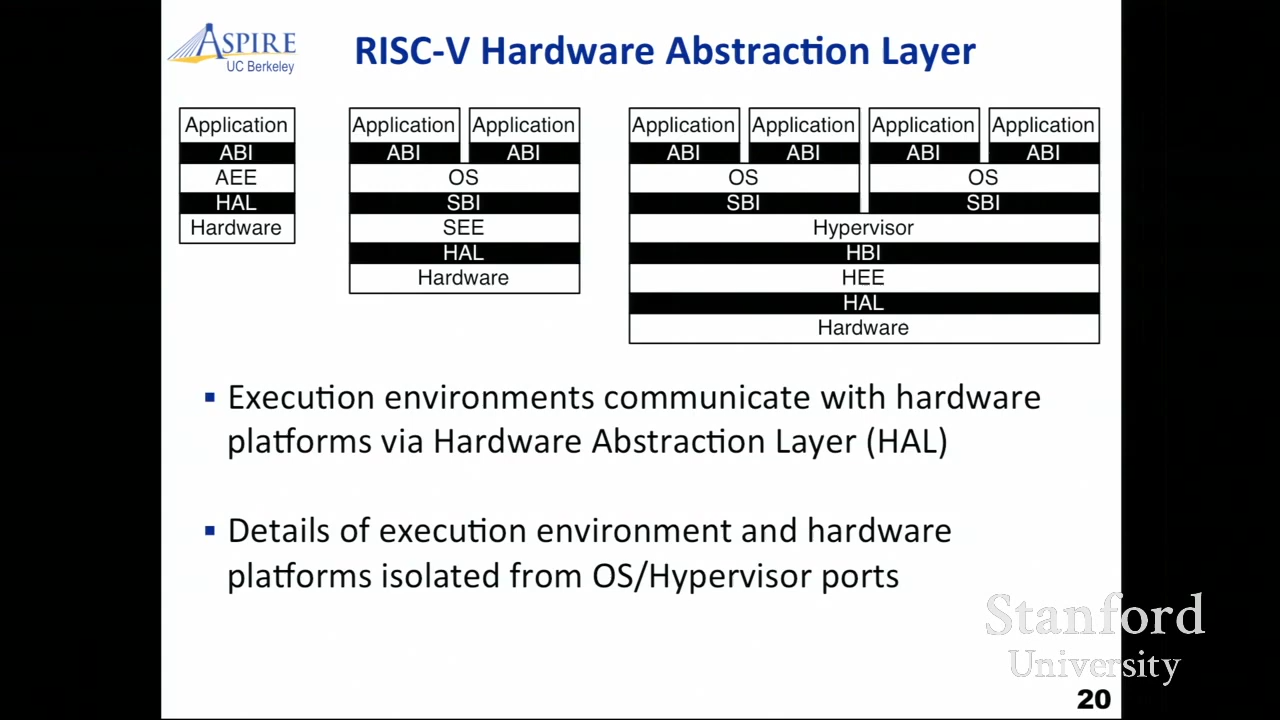 ASPIRE
UC Berkeley
RISC-V Hardware Abstraction Layer
Application
ABI
AEE
HAL
Hardware
Application Application
ABI ABI
OS
SBI
SEE
HAL
Hardware
Application Application Application Application
ABI ABI ABI ABI
OS OS
SBI SBI
Hypervisor
HBI
HEE
HAL
Hardware
▪ Execution environments communicate with hardware
platforms via Hardware Abstraction Layer (HAL)
▪ Details of execution environment and hardware
platforms isolated from OS/Hypervisor ports
Stanford
University
20